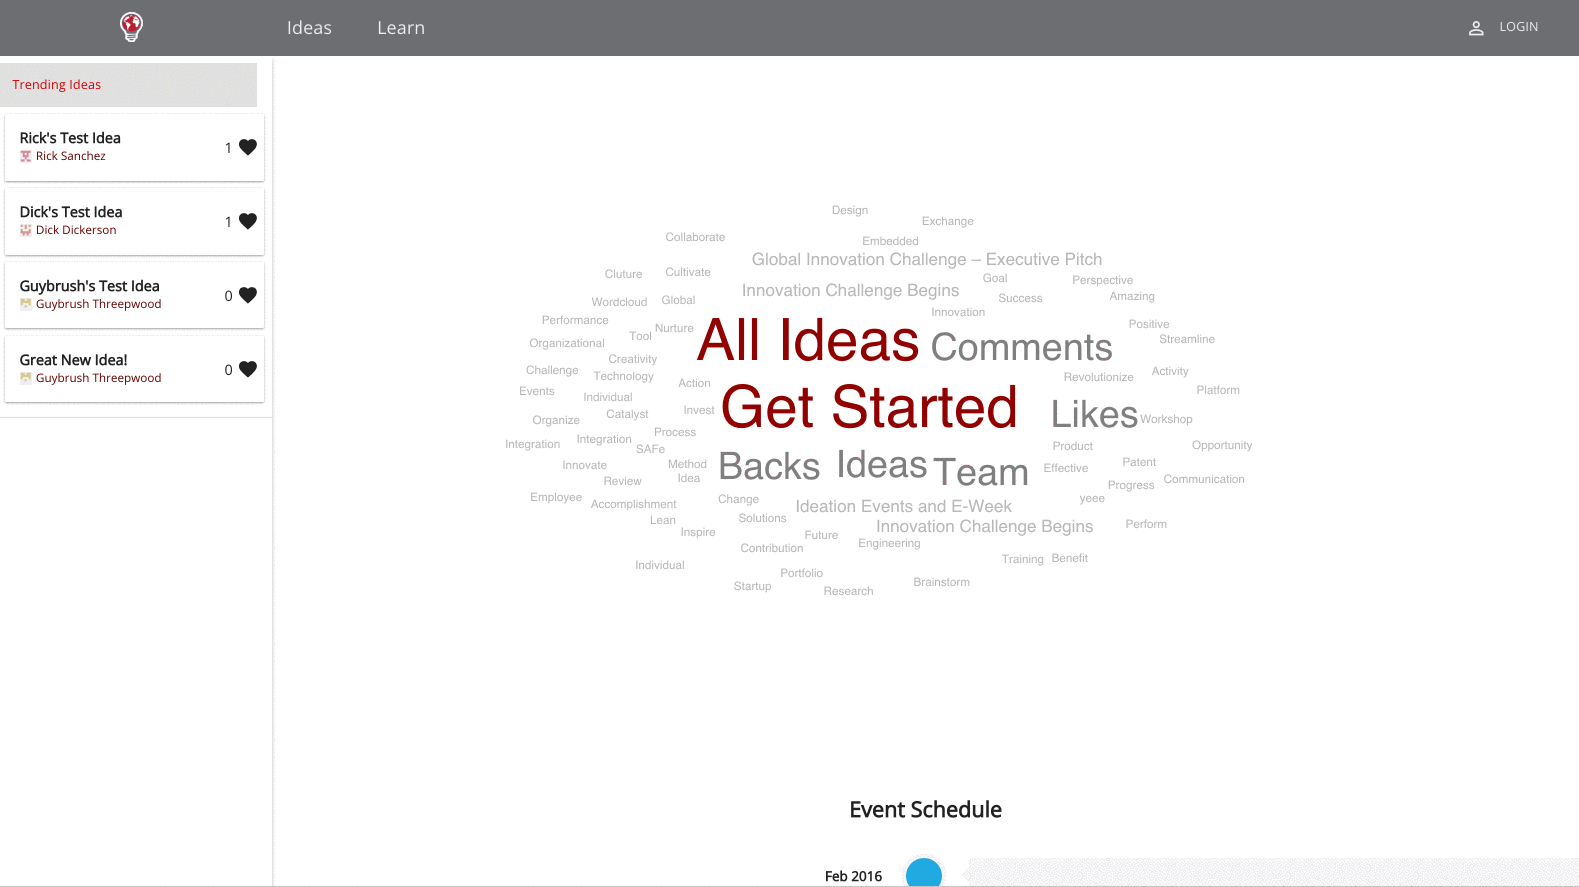 Ideas
Learn
LOGIN
Trending Ideas
Rick's Test Idea
Rick Sanchez
1
Dick's Test Idea
Dick Dickerson
1
Guybrush's Test Idea
Guybrush Threepwood
0
Great New Idea!
Guybrush Threepwood
0
Design
Exchange
Collaborate
Embedded
Global Innovation Challenge – Executive Pitch
Cluture
Cultivate
Goal
Perspective
Innovation Challenge Begins
Success
Amazing
Wordcloud
Global
Innovation
Performance
Nurture
Positive
Tool
Organizational
All Ideas
Comments
Streamline
Creativity
Challenge
Technology
Action
Revolutionize
Activity
Events
Individual
Platform
Catalyst
Invest
Get Started
Likes
Workshop
Organize
Process
Integration
Integration
SAFe
Product
Opportunity
Innovate
Method
Backs
Ideas
Team
Effective
Patent
Idea
Review
Progress
Communication
Employee
Accomplishment
Change
Ideation Events and E-Week
yeee
Lean
Solutions
Innovation Challenge Begins
Perform
Inspire
Future
Contribution
Engineering
Individual
Training
Benefit
Portfolio
Startup
Research
Brainstorm
Event Schedule
Feb 2016